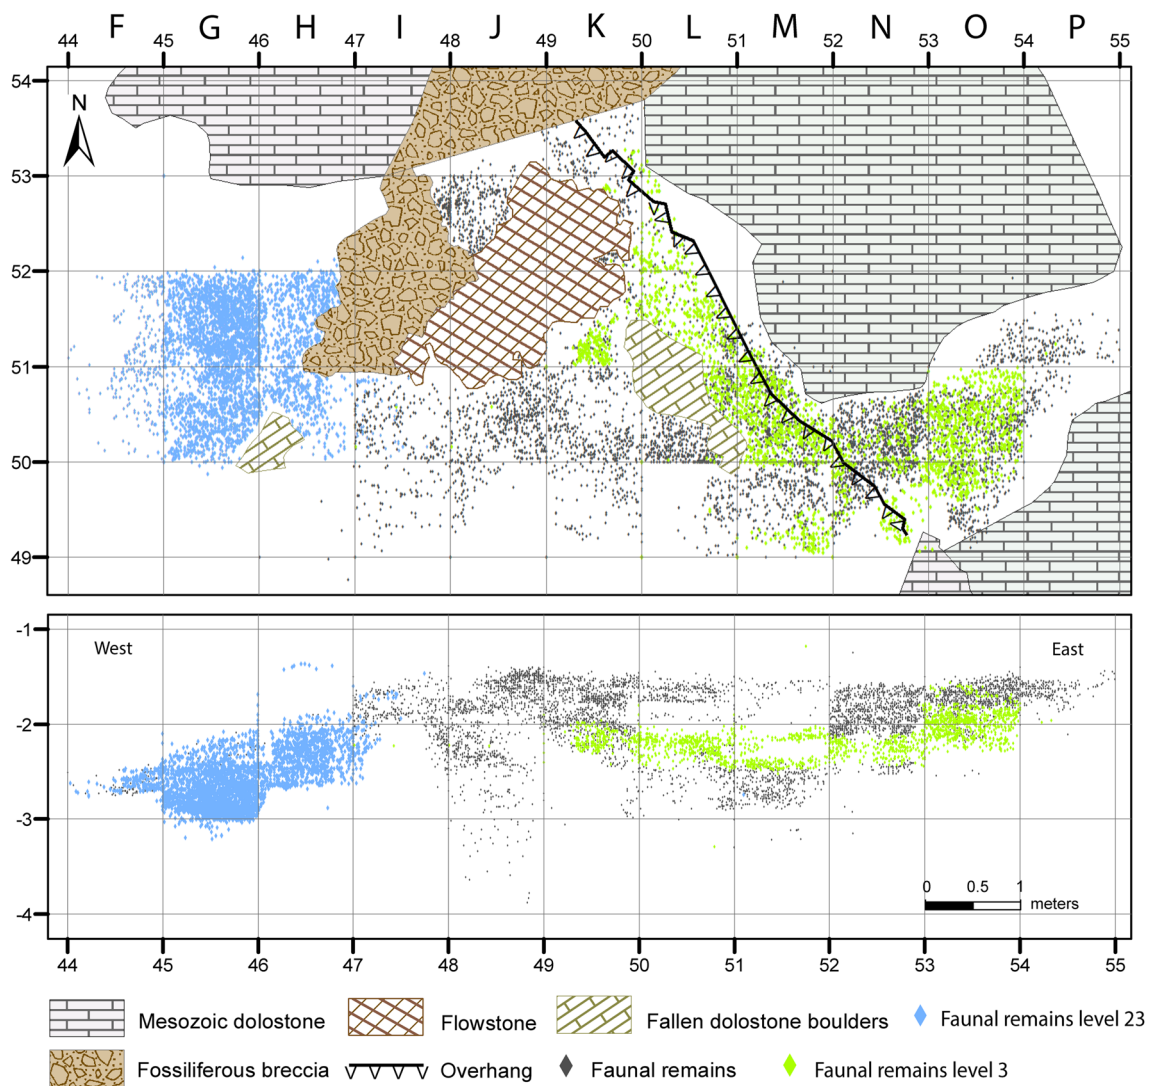 F G H I J K L M N O P
44 45 46 47 48 49 50 51 52 53 54 55
54
N
53
52
51
50
49
-1
West East
-2
-3
0 0.5 1
meters
-4
44 45 46 47 48 49 50 51 52 53 54 55
Mesozoic dolostone Flowstone Fallen dolostone boulders Faunal remains level 23
Fossiliferous breccia Overhang Faunal remains Faunal remains level 3